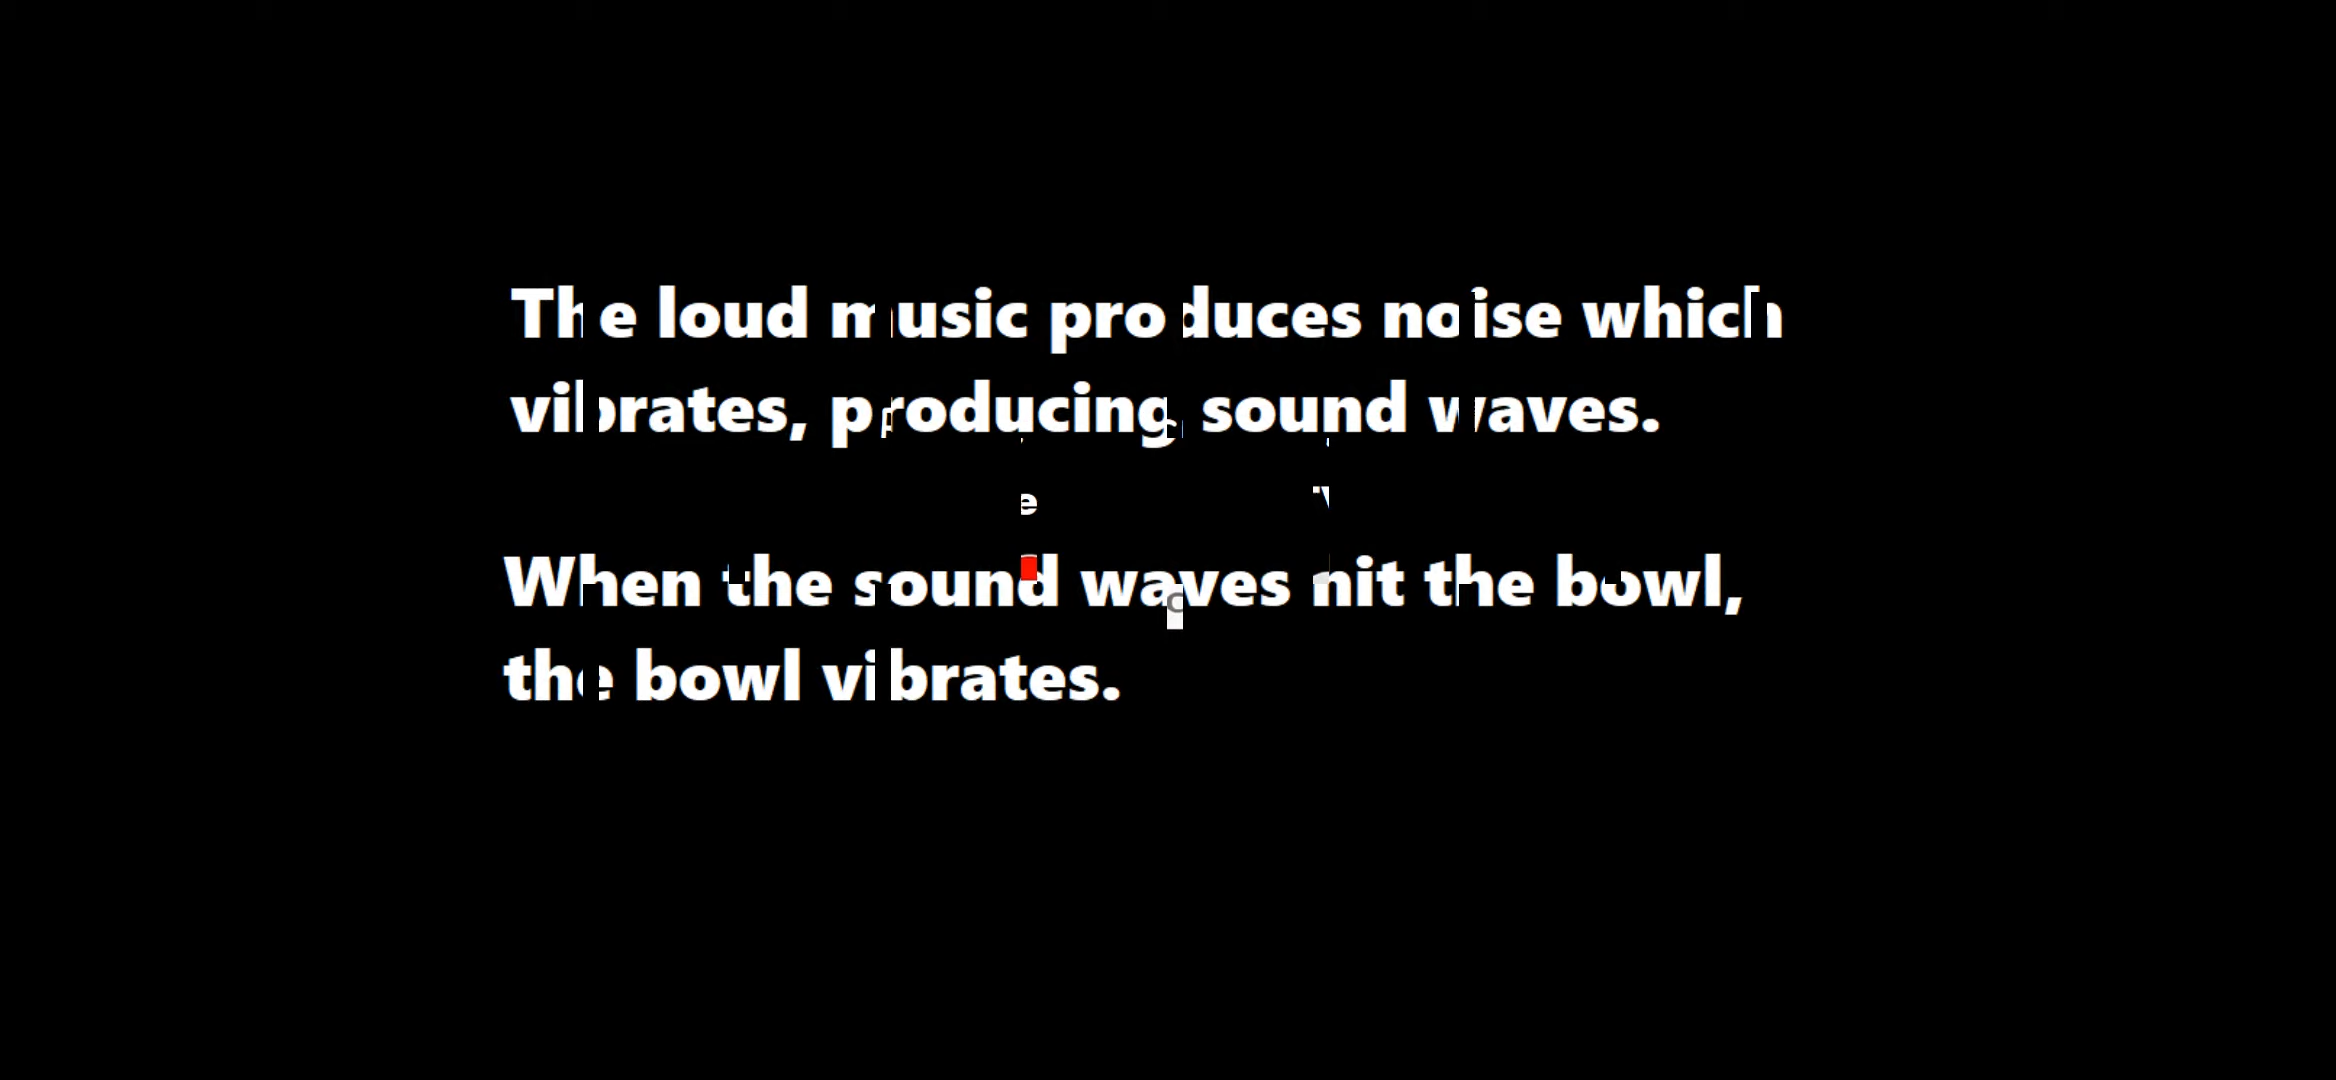 The loud music produces noise which
vibrates, producing sound waves.
When the sound waves hit the bowl,
the bowl vibrates.